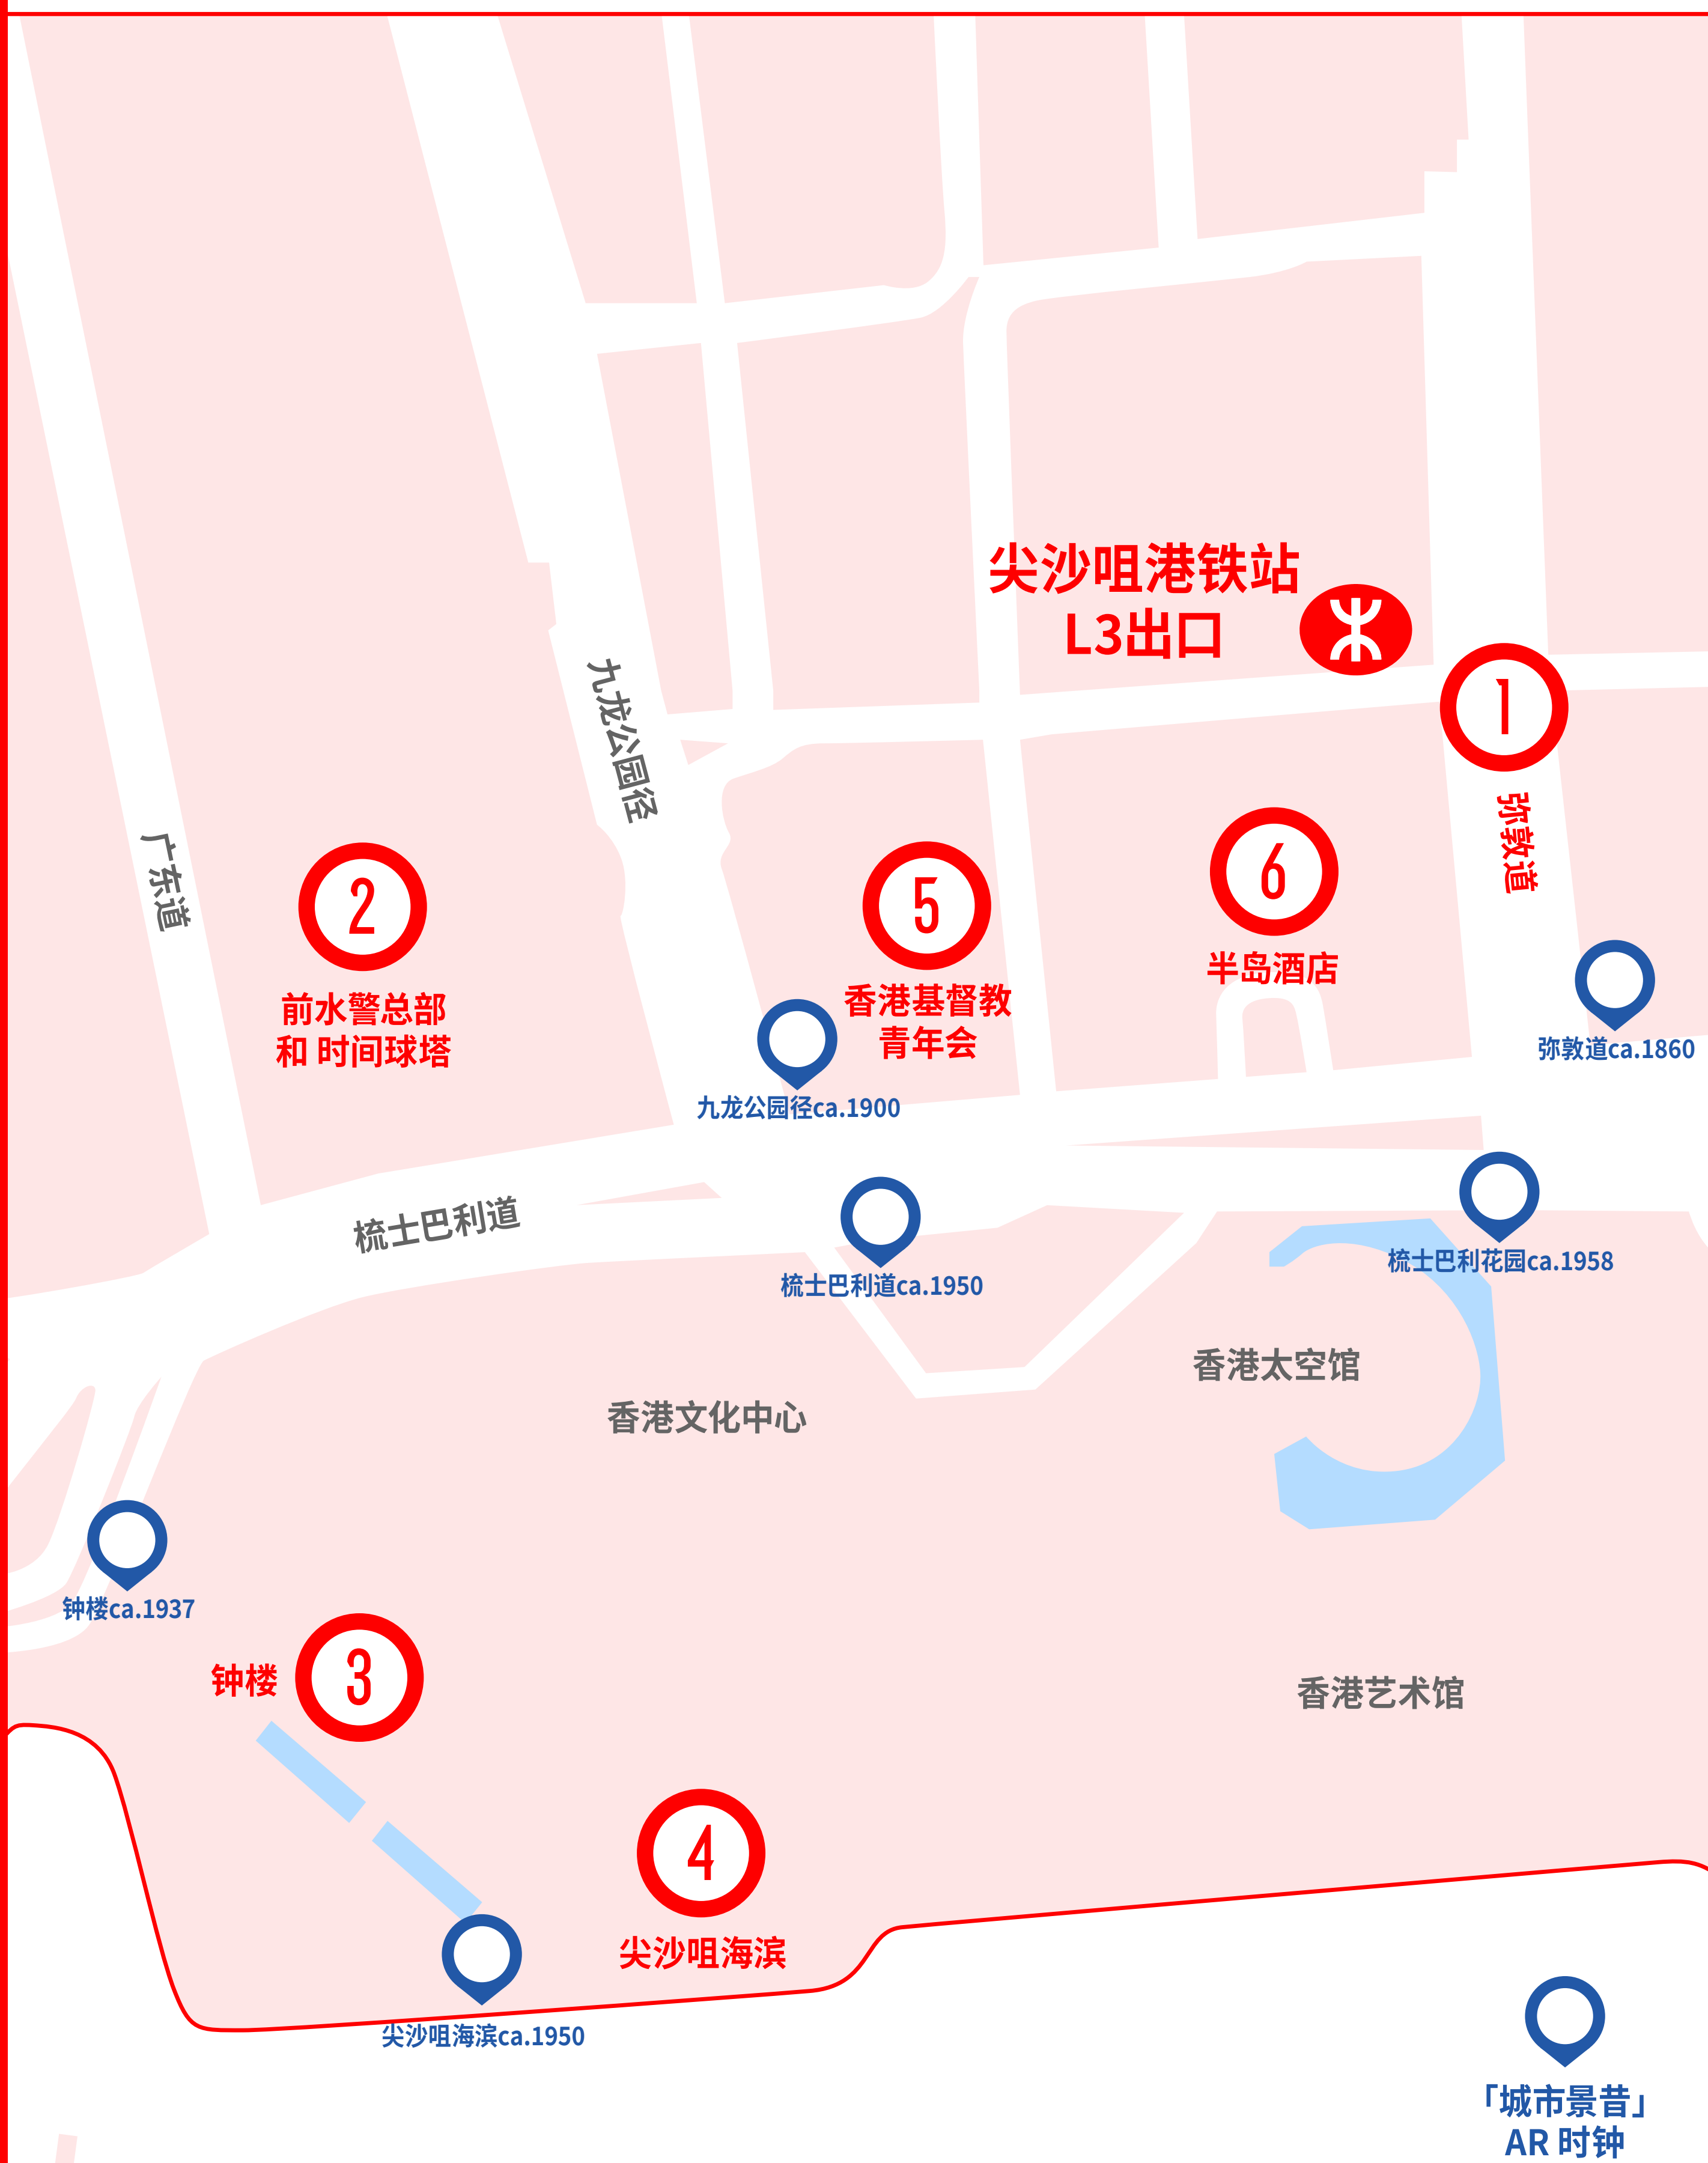 尖沙咀港铁站
L3出口
1
九龙公园径
弥敦道
广东道
2
5
6
半岛酒店
前水警总部
和 时间球塔
香港基督教
青年会
弥敦道ca.1860
九龙公园径ca.1900
梳士巴利道
梳士巴利道ca.1950
梳士巴利花园ca.1958
香港太空馆
香港文化中心
钟楼ca.1937
钟楼
3
香港艺术馆
4
尖沙咀海滨
尖沙咀海滨ca.1950
「城市景昔」
AR 时钟